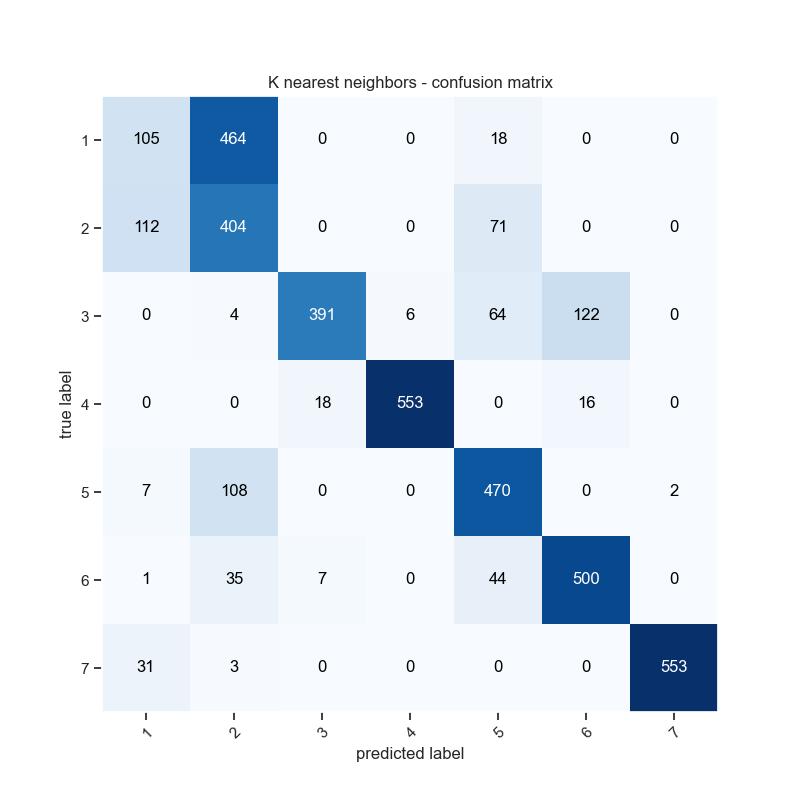 K nearest neighbors - confusion matrix
1 105 464 0 0 18 0 0
2 112 404 0 0 71 0 0
3 0 4 391 6 64 122 0
4 0 0 18 553 0 16 0
5 7 108 0 0 470 0 2
6 1 35 7 0 44 500 0
7 31 3 0 0 0 0 553
true label
1 2 3 4 5 6 7
predicted label